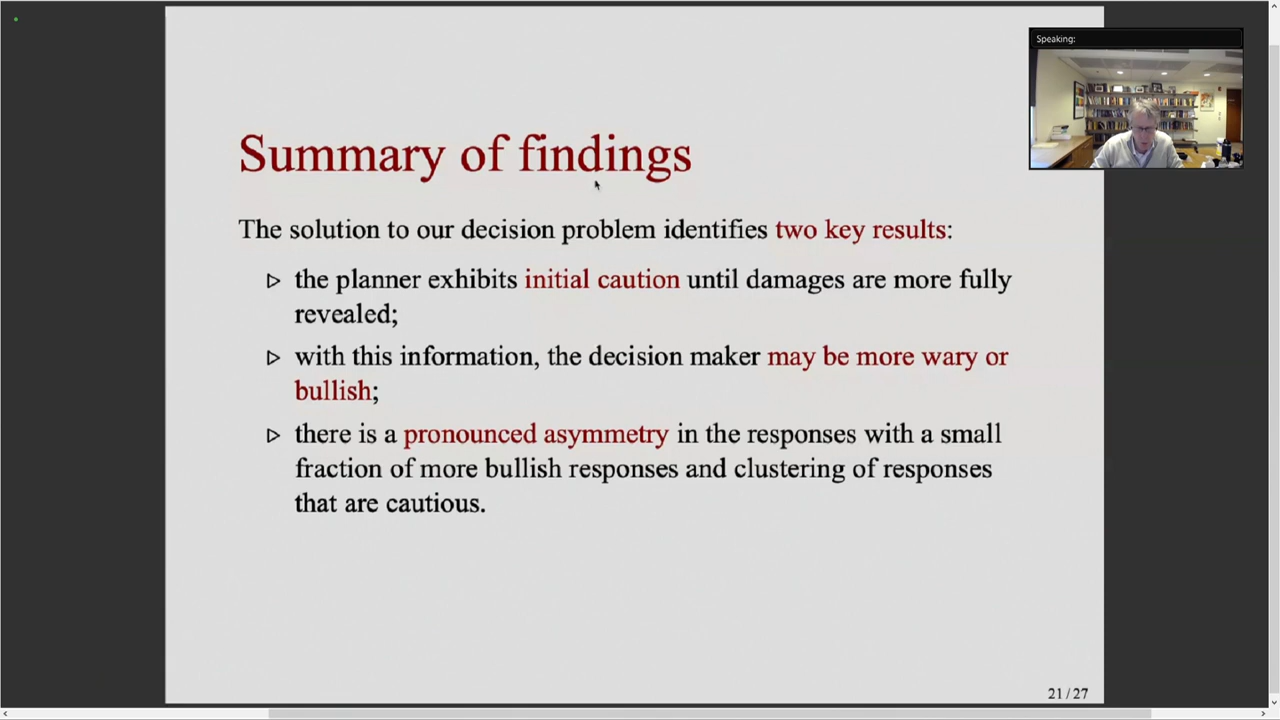 Speaking:
Summary of findings
The solution to our decision problem identifies two key results:
▷ the planner exhibits initial caution until damages are more fully
revealed;
▷ with this information, the decision maker may be more wary or
bullish;
▷ there is a pronounced asymmetry in the responses with a small
fraction of more bullish responses and clustering of responses
that are cautious.
21 / 27